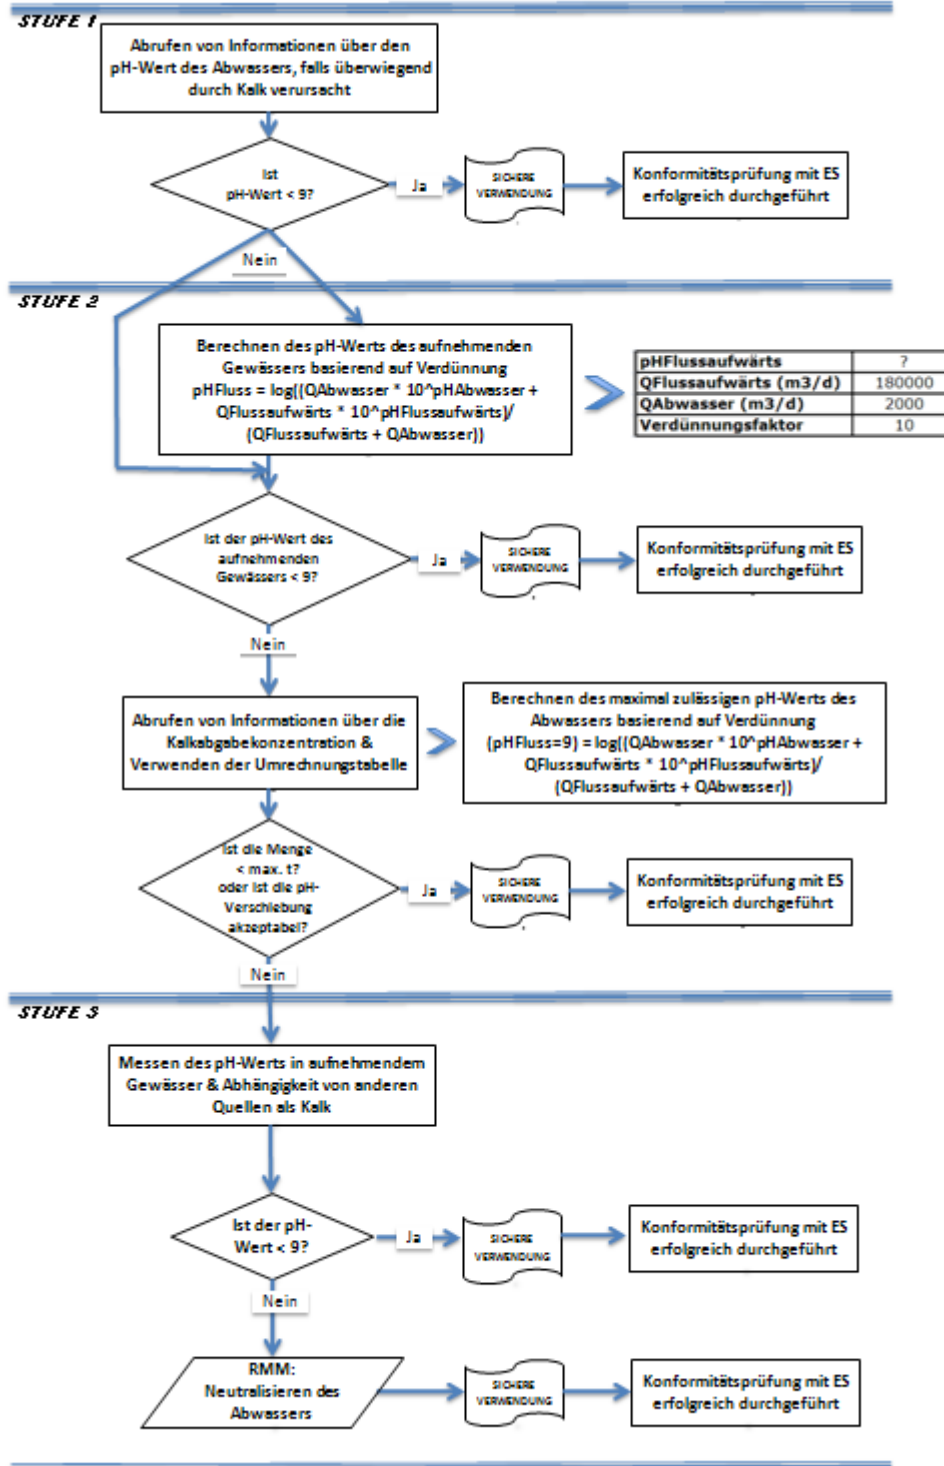 STUFE 1
Abrufen von Informationen über den
pH-Wert des Abwassers, falls überwiegend
durch Kalk verursacht
Ist
pH-Wert < 9?
Ja
SICHERE
VERWENDUNG
Konformitätsprüfung mit ES
erfolgreich durchgeführt
Nein
STUFE 2
Berechnen des pH-Werts des aufnehmenden
Gewässers basierend auf Verdünnung
pHFluss = log((QAbwasser * 10^pHAbwasser +
QFlussaufwärts * 10^pHFlussaufwärts)/
(QFlussaufwärts + QAbwasser))
pHFlussaufwärts ?
QFlussaufwärts (m3/d) 180000
QAbwasser (m3/d) 2000
Verdünnungsfaktor 10
Ist der pH-Wert des
aufnehmenden
Gewässers < 9?
Ja
SICHERE
VERWENDUNG
Konformitätsprüfung mit ES
erfolgreich durchgeführt
Nein
Abrufen von Informationen über die
Kalkabgabekonzentration &
Verwenden der Umrechnungstabelle
Berechnen des maximal zulässigen pH-Werts des
Abwassers basierend auf Verdünnung
(pHFluss=9) = log((QAbwasser * 10^pHAbwasser +
QFlussaufwärts * 10^pHFlussaufwärts)/
(QFlussaufwärts + QAbwasser))
Ist die Menge
< max. t?
oder ist die pH-
Verschiebung
akzeptabel?
Ja
SICHERE
VERWENDUNG
Konformitätsprüfung mit ES
erfolgreich durchgeführt
Nein
STUFE 3
Messen des pH-Werts in aufnehmendem
Gewässer & Abhängigkeit von anderen
Quellen als Kalk
Ist der pH-
Wert < 9?
Ja
SICHERE
VERWENDUNG
Konformitätsprüfung mit ES
erfolgreich durchgeführt
Nein
RMM:
Neutralisieren des
Abwassers
SICHERE
VERWENDUNG
Konformitätsprüfung mit ES
erfolgreich durchgeführt